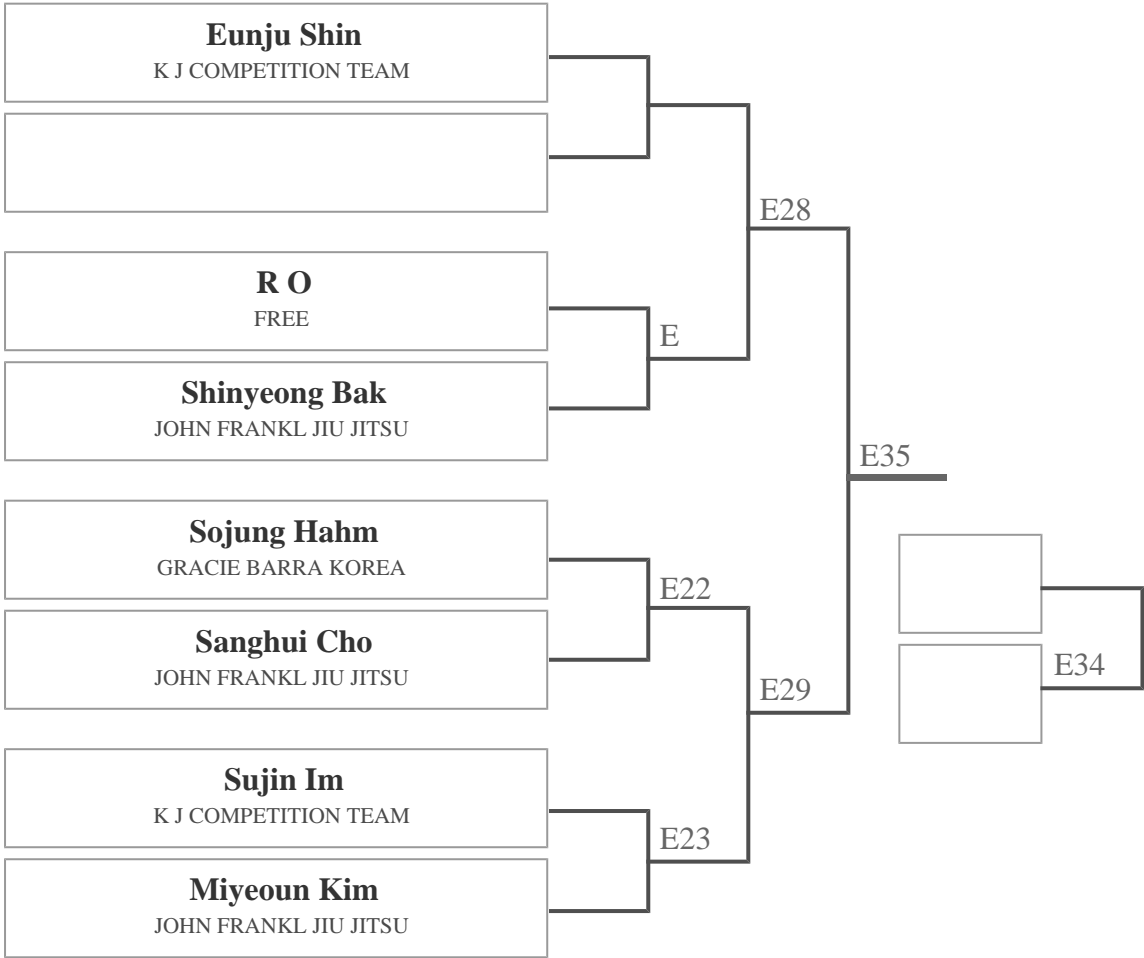 Eunju Shin
K J COMPETITION TEAM
E28
R O
FREE
E
Shinyeong Bak
JOHN FRANKL JIU JITSU
E35
Sojung Hahm
GRACIE BARRA KOREA
E22
Sanghui Cho
JOHN FRANKL JIU JITSU
E34
E29
Sujin Im
K J COMPETITION TEAM
E23
Miyeoun Kim
JOHN FRANKL JIU JITSU